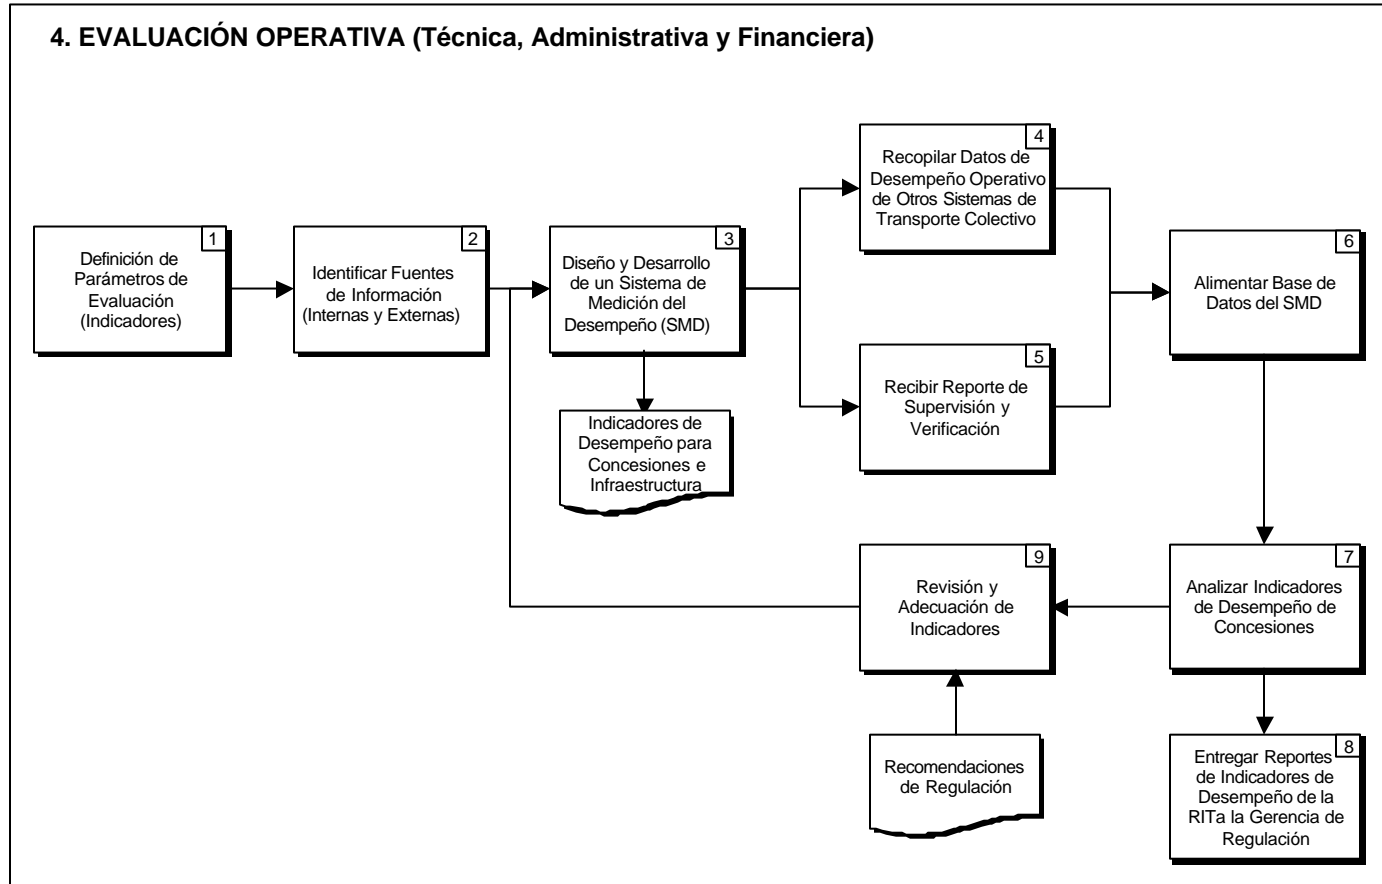 4. EVALUACIÓN OPERATIVA (Técnica, Administrativa y Financiera)
1
Definición de
Parámetros de
Evaluación
(Indicadores)
2
Identificar Fuentes
de Información
(Internas y Externas)
3
Diseño y Desarrollo
de un Sistema de
Medición del
Desempeño (SMD)
Indicadores de
Desempeño para
Concesiones e
Infraestructura
4
Recopilar Datos de
Desempeño Operativo
de Otros Sistemas de
Transporte Colectivo
5
Recibir Reporte de
Supervisión y
Verificación
6
Alimentar Base de
Datos del SMD
7
Analizar Indicadores
de Desempeño de
Concesiones
8
Entregar Reportes
de Indicadores de
Desempeño de la
RITa la Gerencia de
Regulación
9
Revisión y
Adecuación de
Indicadores
Recomendaciones
de Regulación